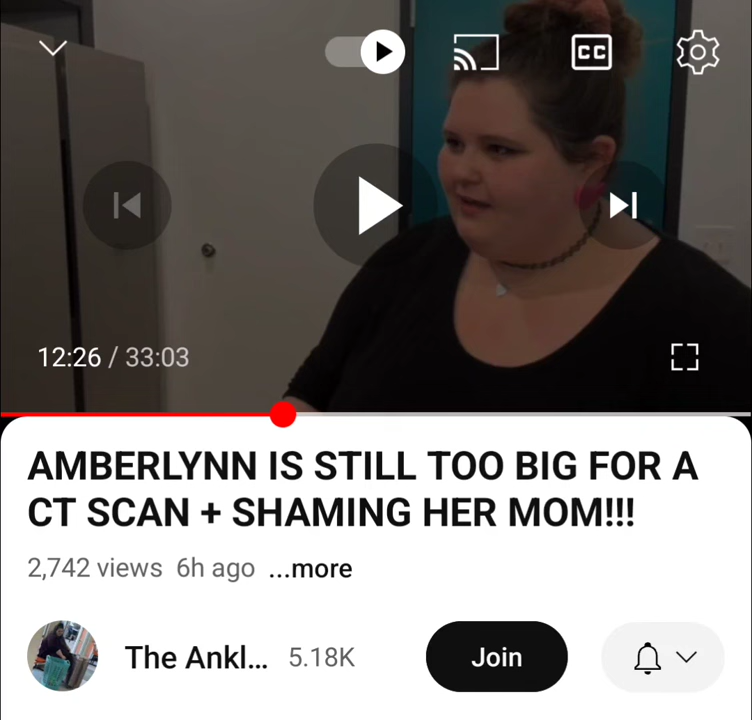 CC
12:26 / 33:03
AMBERLYNN IS STILL TOO BIG FOR A
CT SCAN + SHAMING HER MOM!!!
2,742 views 6h ago ...more
The Ankl... 5.18K Join